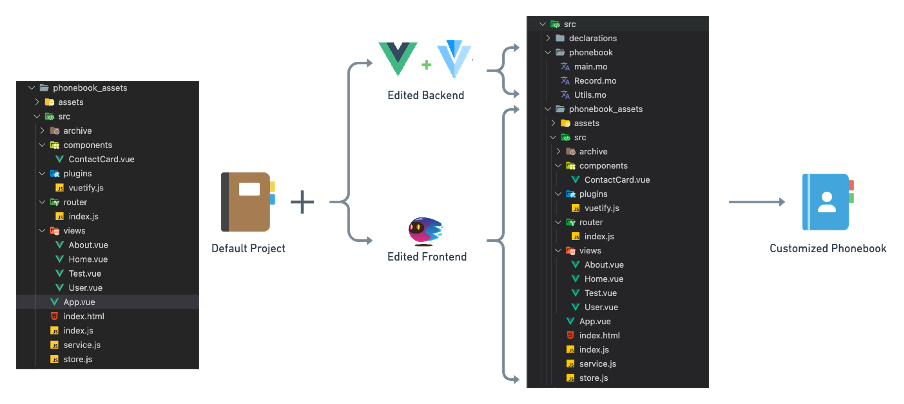 phonebook_assets
assets
src
archive
components
ContactCard.vue
plugins
vuetify.js
router
index.js
views
About.vue
Home.vue
Test.vue
User.vue
App.vue
index.html
index.js
service.js
store.js
Default Project
Edited Backend
Edited Frontend
src
declarations
phonebook
main.mo
Record.mo
Utils.mo
phonebook_assets
assets
src
archive
components
ContactCard.vue
plugins
vuetify.js
router
index.js
views
About.vue
Home.vue
Test.vue
User.vue
App.vue
index.html
index.js
service.js
store.js
Customized Phonebook